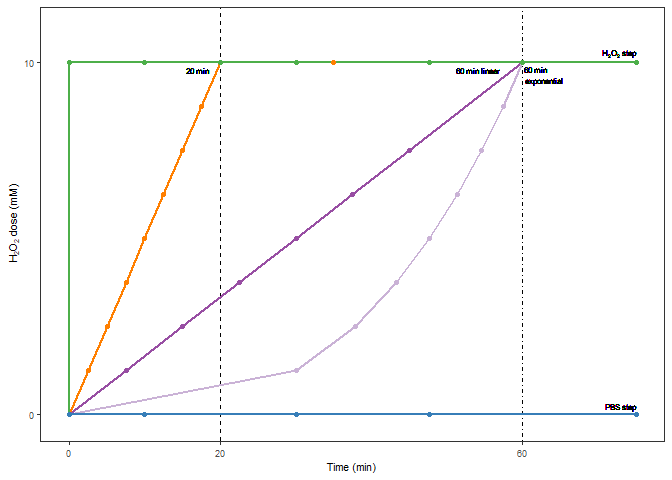 H₂O₂ step
10
20 min
60 min linear
60 min
exponential
H₂O₂ dose (mM)
PBS step
0
0
20
60
Time (min)